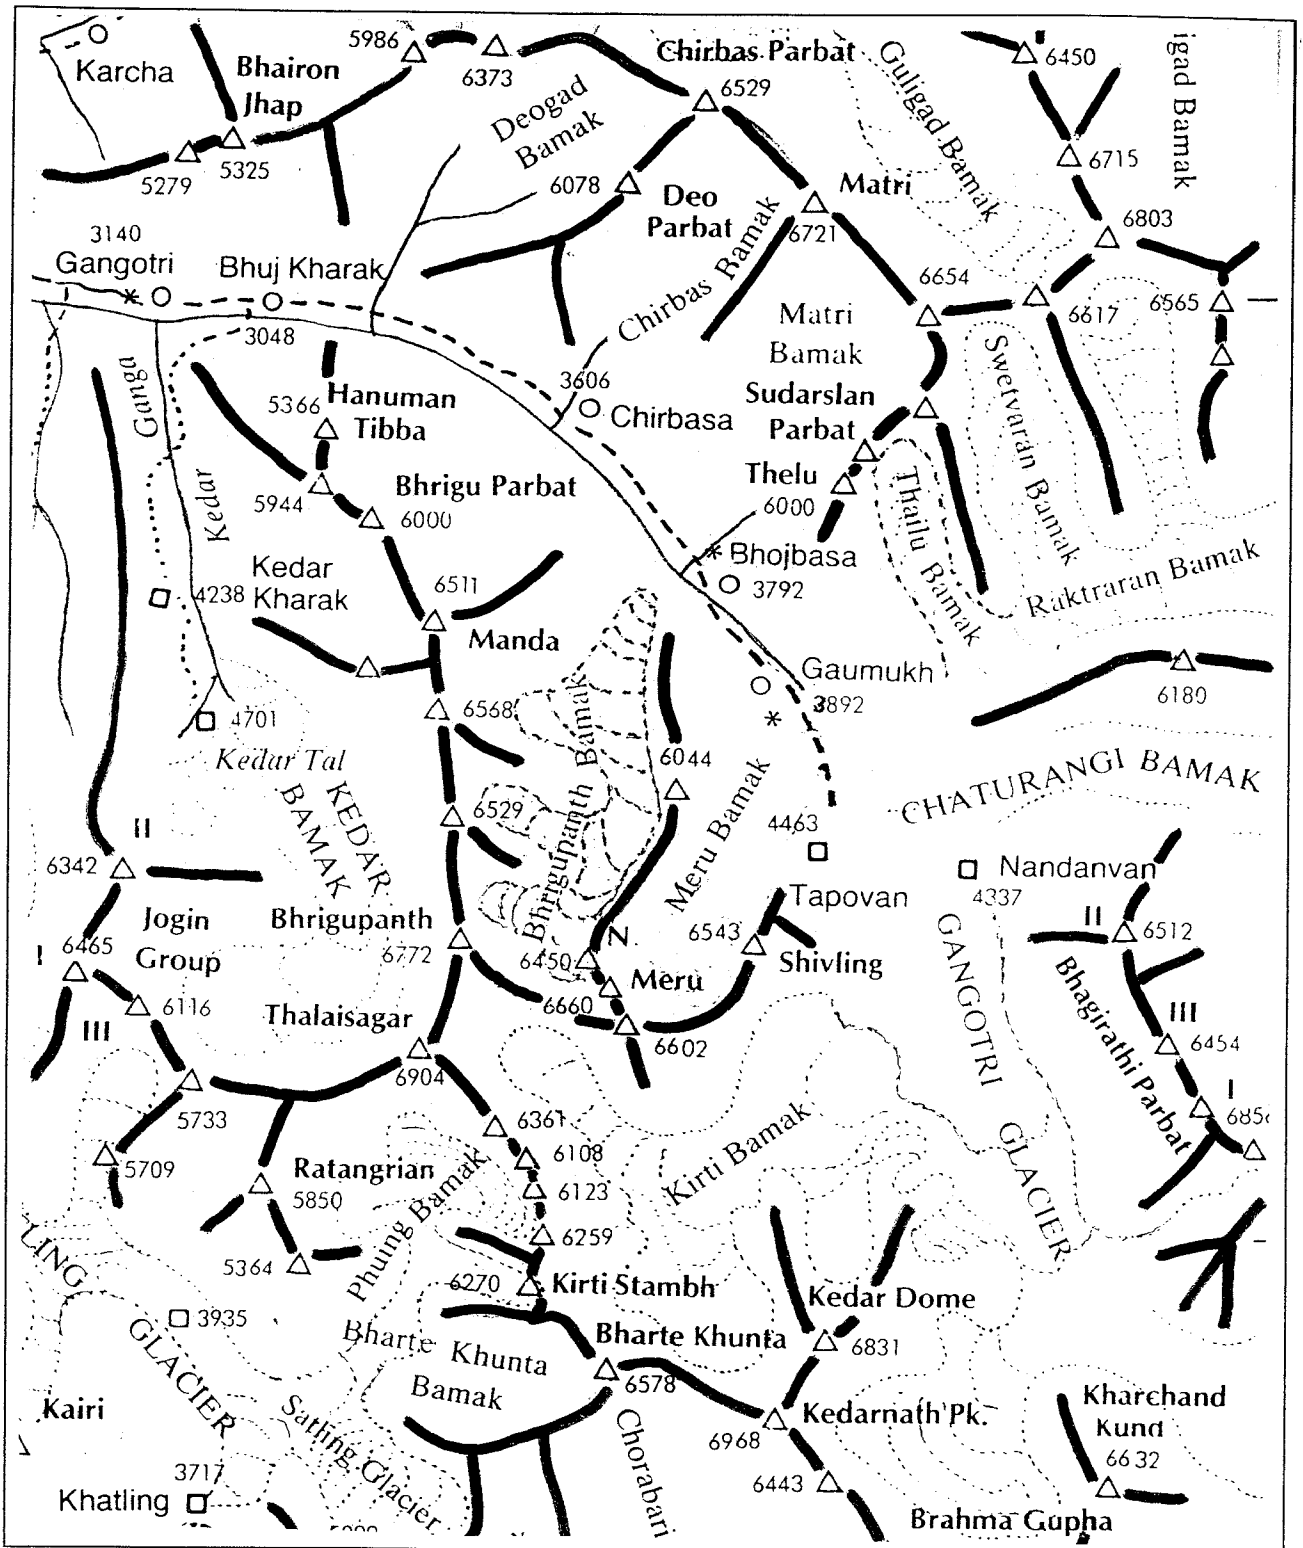 5986
Karcha
Bhairon
Jhap
6373
Chirbas Parbat
6529
Guligad Bamak
6450
igad Bamak
Deogad
Bamak
5279
5325
6078
Deo
Parbat
Matri
6721
6715
6803
3140
Gangotri
*
Bhuj Kharak
3048
Chirbas Bamak
6654
6617
6565
Matri
Bamak
Swetvaran Bamak
Ganga
Kedar
5366
Hanuman
Tibba
3606
Chirbasa
Sudarslan
Parbat
Thelu
6000
Thailu Bamak
5944
Bhrigu Parbat
6000
* Bhojbasa
3792
Raktraran Bamak
Kedar
Kharak
4238
6511
Manda
Gaumukh
3892
*
6180
4701
Kedar Tal
6568
Bhrigupanth Bamak
6044
Meru Bamak
CHATURANGI BAMAK
KEDAR
BAMAK
6529
4463
Tapovan
Nandanvan
4337
II
6342
Jogin
Group
I
6465
6116
III
Bhrigupanth
6772
N.
6450
Meru
6660
6602
6543
Shivling
GANGOTRI
GLACIER
II
6512
Bhagirathi Parbat
III
6454
I
Thalaisagar
6904
5733
5709
6361
6108
6123
6259
Ratangrian
5850
5364
Phuung Bamak
Kirti Bamak
LING
GLACIER
3935
6270
Kirti Stambh
Kedar Dome
6831
Bharte Khunta
Bamak
Bharte Khunta
6578
Kairi
Satling Glacier
Chorabari
Kedarnath Pk.
6968
6443
Kharchand
Kund
6632
3717
Khatling
Brahma Gupha